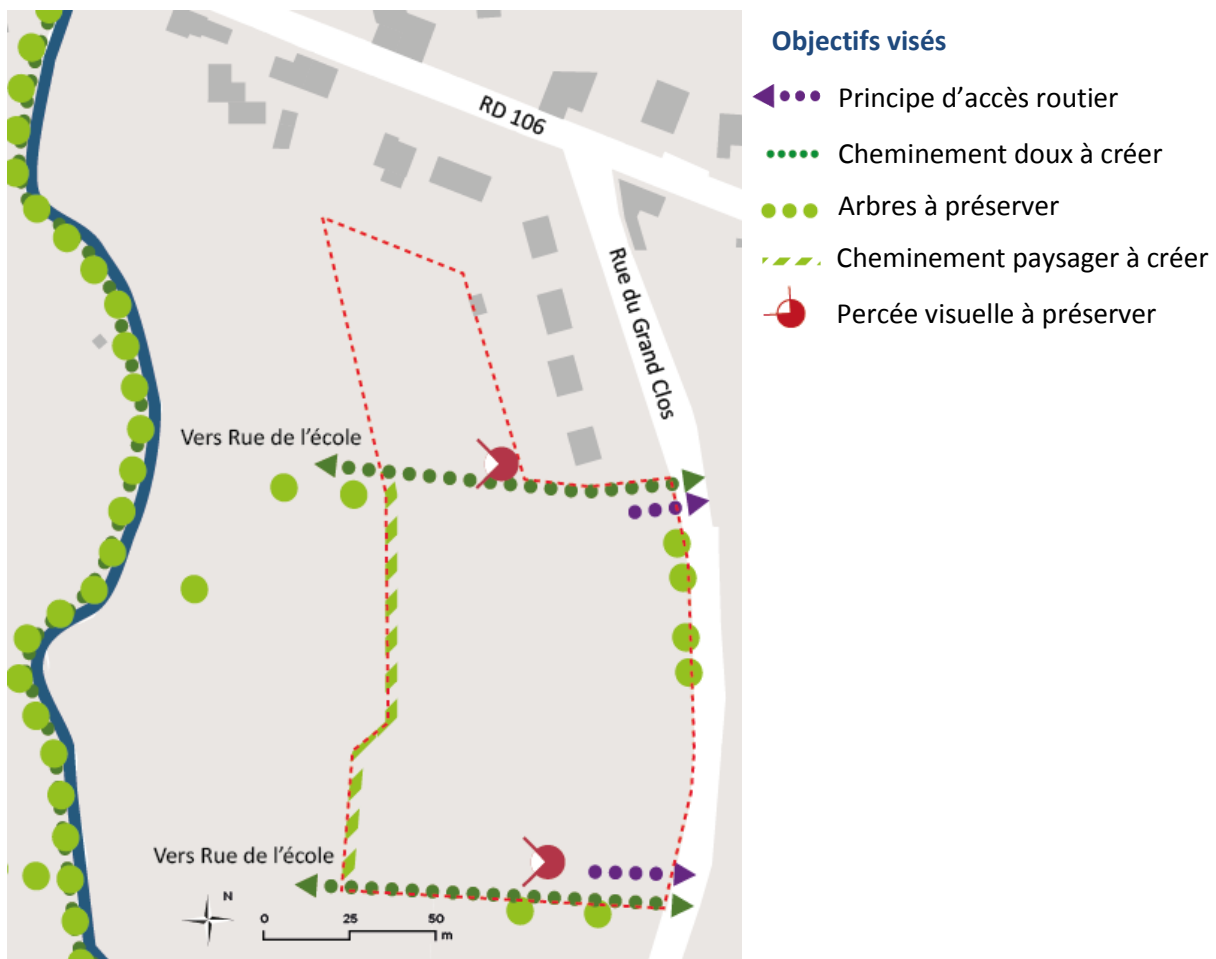 Objectifs visés
Principe d'accès routier
Cheminement doux à créer
Arbres à préserver
Cheminement paysager à créer
Percée visuelle à préserver
RD 106
Rue du Grand Clos
Vers Rue de l'école
Vers Rue de l'école
N
0 25 50
m